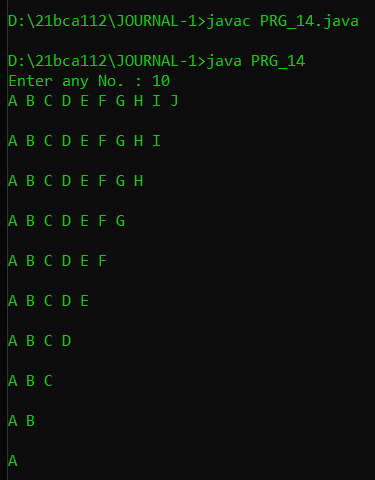 D:\21bca112\JOURNAL-1>javac PRG_14.java
D:\21bca112\JOURNAL-1>java PRG_14
Enter any No. : 10
A B C D E F G H I J
A B C D E F G H I
A B C D E F G H
A B C D E F G
A B C D E F
A B C D E
A B C D
A B C
A B
A